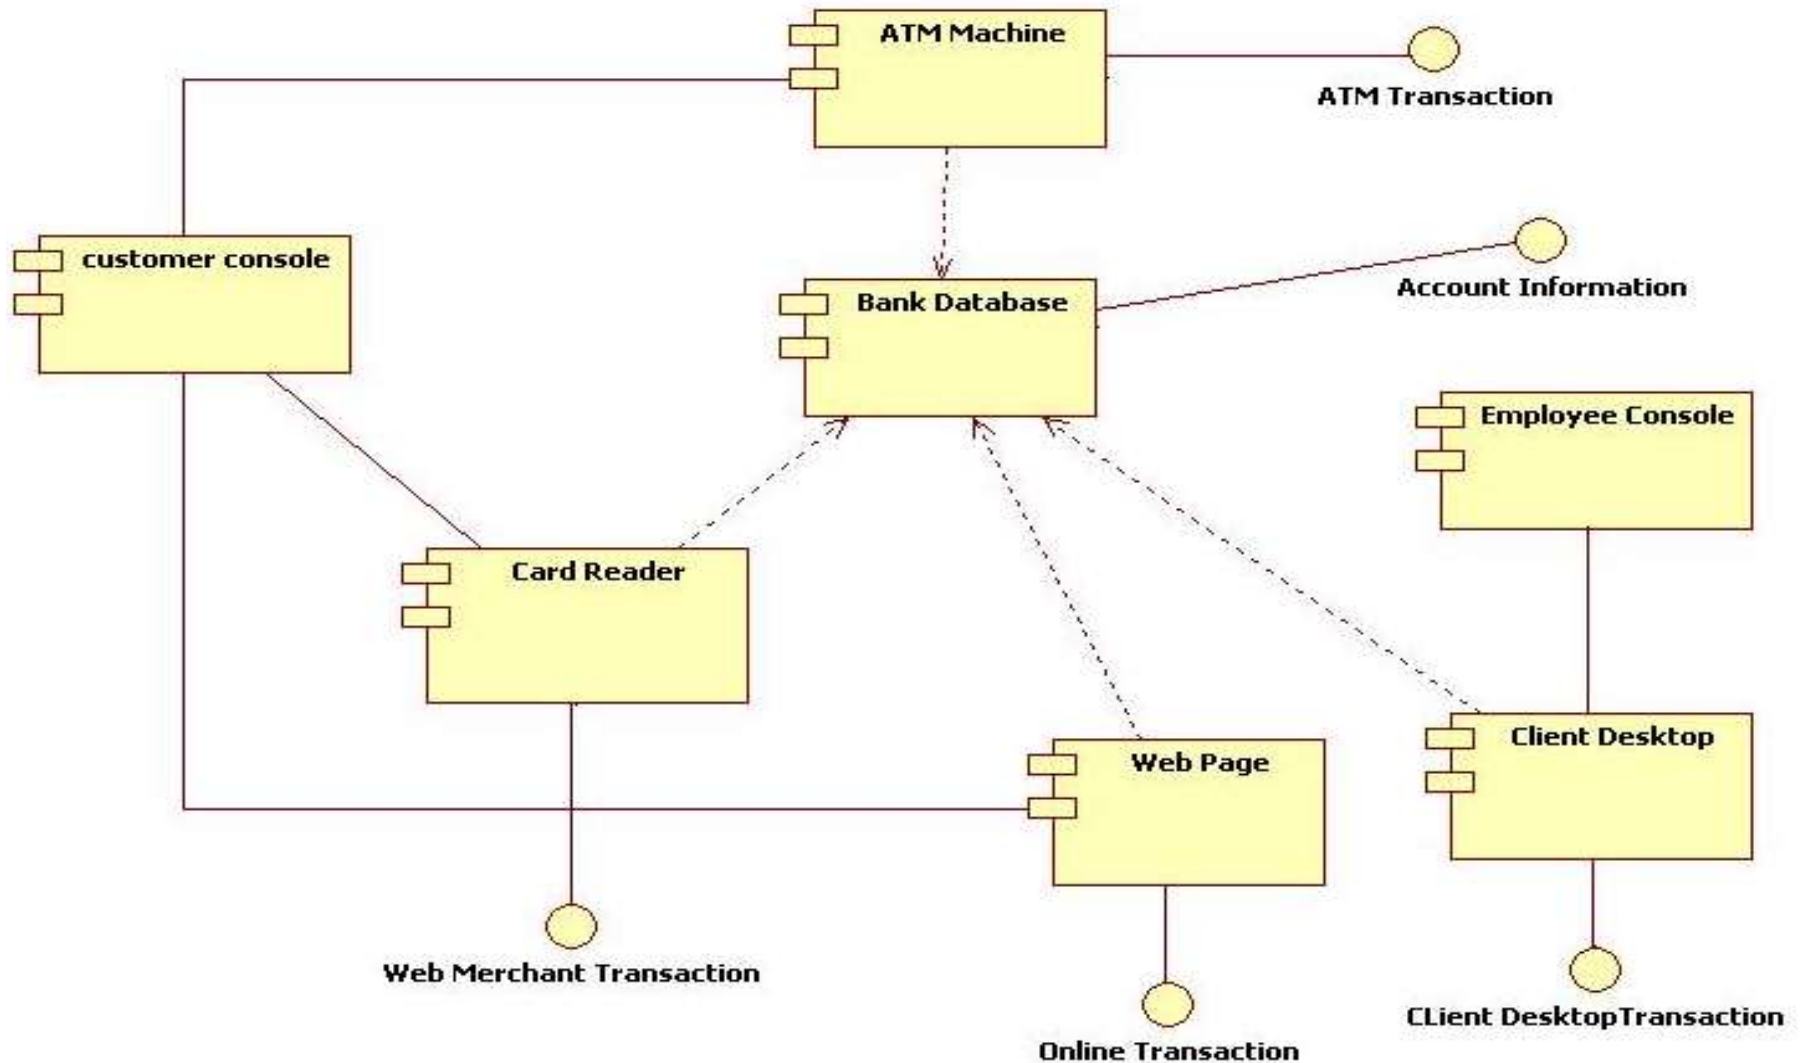 ATM Machine
ATM Transaction
customer console
Bank Database
Account Information
Employee Console
Card Reader
Client Desktop
Web Page
Web Merchant Transaction
CLient DesktopTransaction
Online Transaction